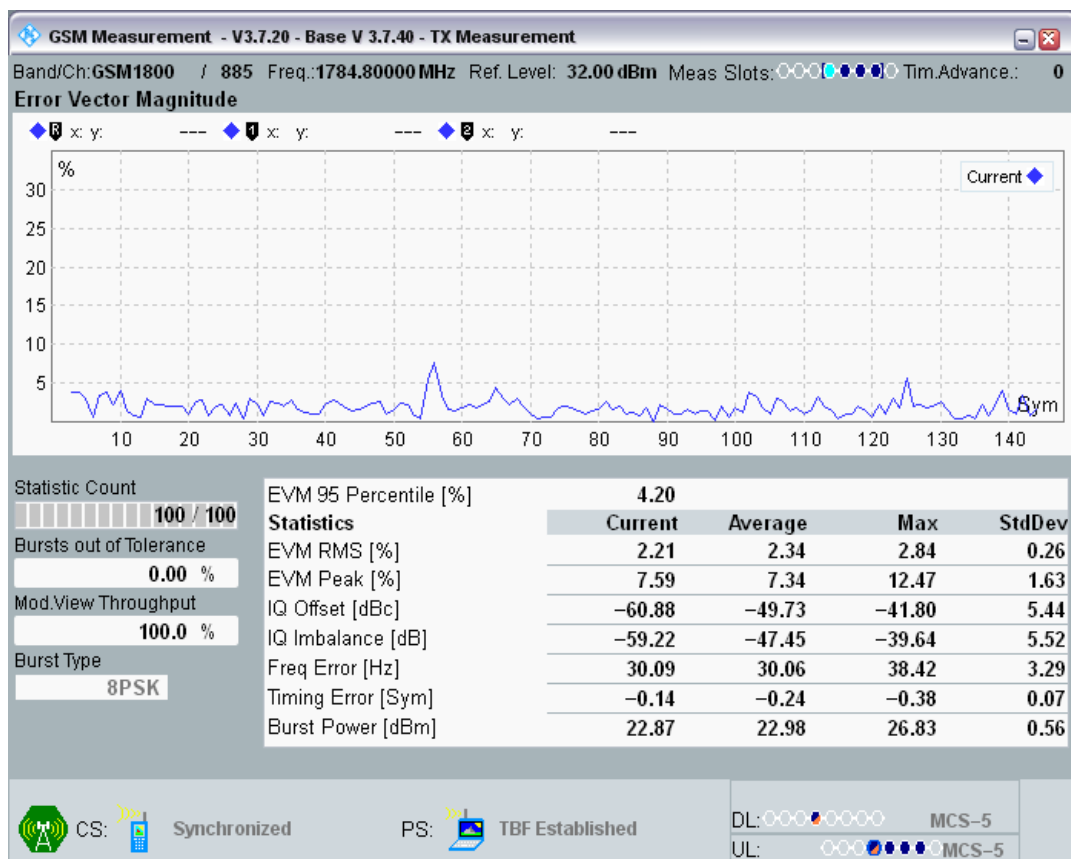 GSM Measurement - V3.7.20 - Base V 3.7.40 - TX Measurement
Band/Ch:GSM1800 / 885 Freq.:1784.80000 MHz Ref. Level: 32.00 dBm Meas Slots: Tim.Advance.: 0
Error Vector Magnitude
R x: y: --- 1 x: y: --- 2 x: y: ---
%
Current
30
25
20
15
10
5
Sym
10 20 30 40 50 60 70 80 90 100 110 120 130 140
Statistic Count
100 / 100
Bursts out of Tolerance
0.00 %
Mod.View Throughput
100.0 %
Burst Type
8PSK
EVM 95 Percentile [%] 4.20
Statistics Current Average Max StdDev
EVM RMS [%] 2.21 2.34 2.84 0.26
EVM Peak [%] 7.59 7.34 12.47 1.63
IQ Offset [dBc] −60.88 −49.73 −41.80 5.44
IQ Imbalance [dB] −59.22 −47.45 −39.64 5.52
Freq Error [Hz] 30.09 30.06 38.42 3.29
Timing Error [Sym] −0.14 −0.24 −0.38 0.07
Burst Power [dBm] 22.87 22.98 26.83 0.56
CS: Synchronized PS: TBF Established
DL: MCS−5
UL: MCS−5